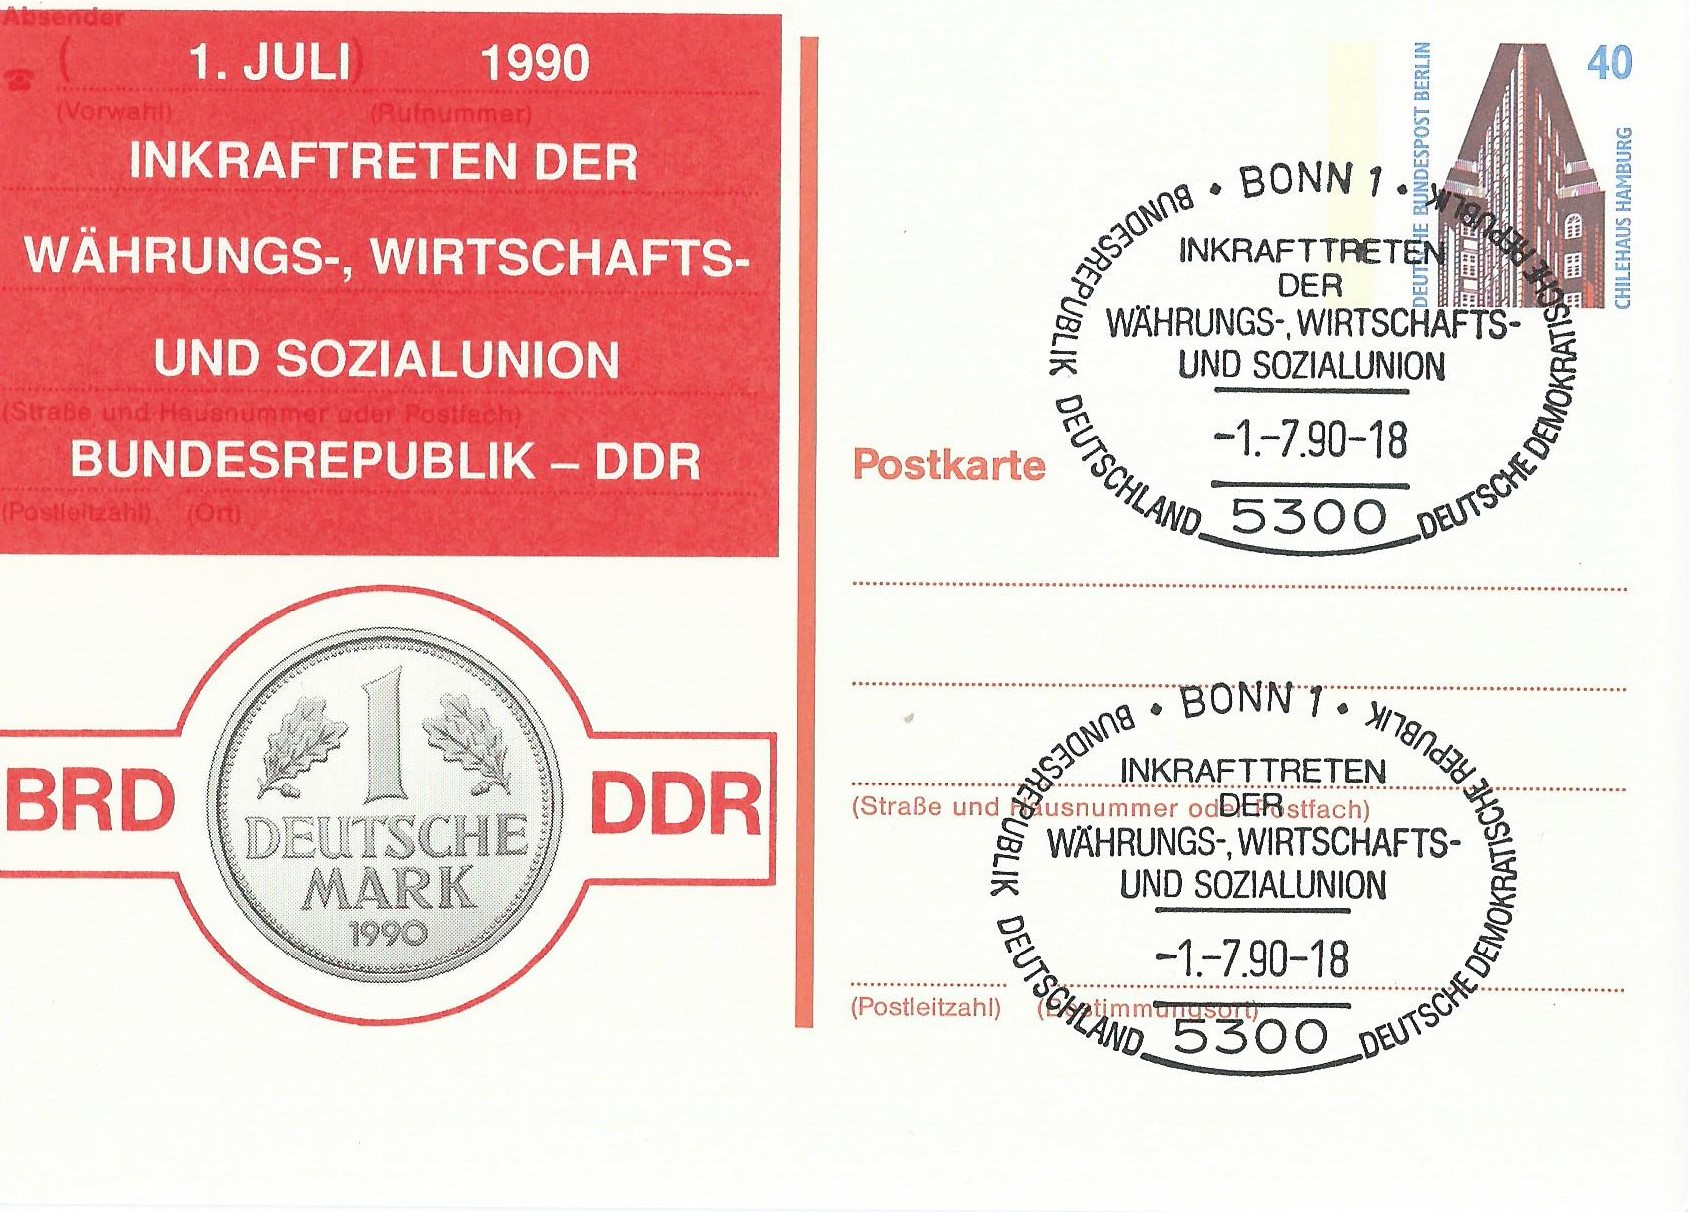 Absender
1. JULI 1990
(Vorwahl) (Rufnummer)
INKRAFTRETEN DER
WÄHRUNGS-, WIRTSCHAFTS-
UND SOZIALUNION
(Straße und Hausnummer oder Postfach)
BUNDESREPUBLIK – DDR
(Postleitzahl) (Ort)
BRD
1
DEUTSCHE
MARK
1990
DDR
DEUTSCHE BUNDESPOST BERLIN
40
CHILEHAUS HAMBURG
• BONN 1 •
BUNDESREPUBLIK DEUTSCHLAND
DEUTSCHE DEMOKRATISCHE REPUBLIK
INKRAFTTRETEN
DER
WÄHRUNGS-, WIRTSCHAFTS-
UND SOZIALUNION
-1.-7.90-18
5300
Postkarte
• BONN 1 •
BUNDESREPUBLIK DEUTSCHLAND
DEUTSCHE DEMOKRATISCHE REPUBLIK
INKRAFTTRETEN
DER
WÄHRUNGS-, WIRTSCHAFTS-
UND SOZIALUNION
-1.-7.90-18
5300
(Straße und Hausnummer oder Postfach)
(Postleitzahl) (Bestimmungsort)